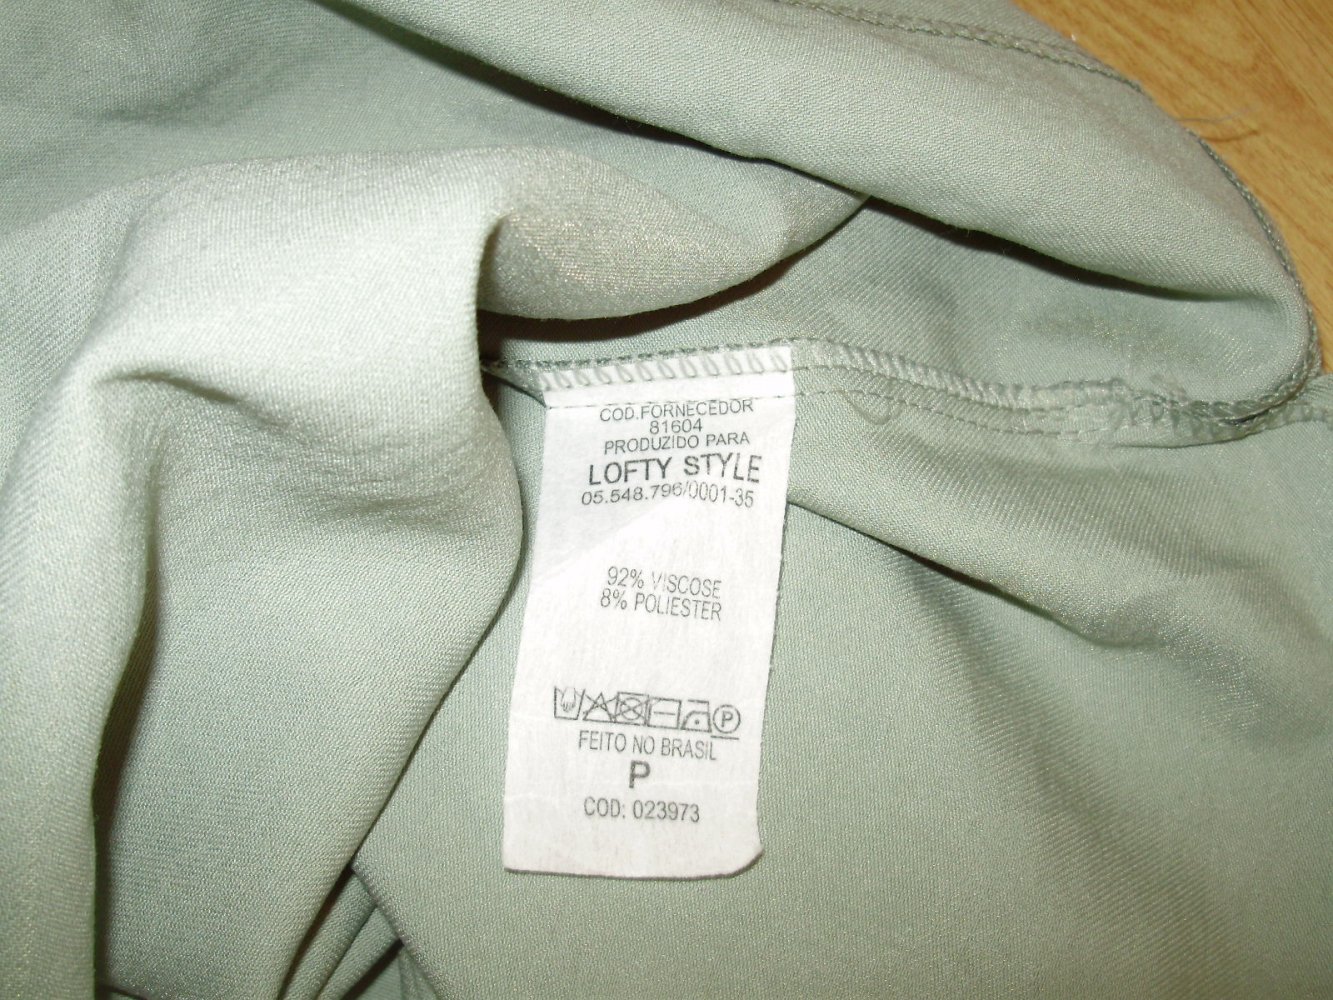 COD.FORNECEDOR
81604
PRODUZIDO PARA
LOFTY STYLE
05.548.796/0001-35
92% VISCOSE
8% POLIESTER
P
FEITO NO BRASIL
P
COD: 023973